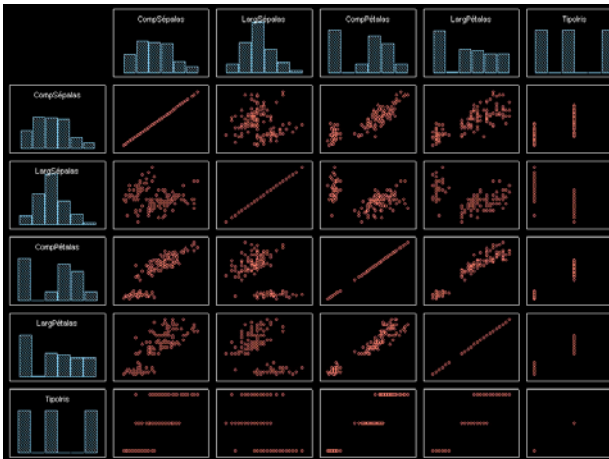 CompSépalas
LargSépalas
CompPétalas
LargPétalas
TipoIris
CompSépalas
LargSépalas
CompPétalas
LargPétalas
TipoIris